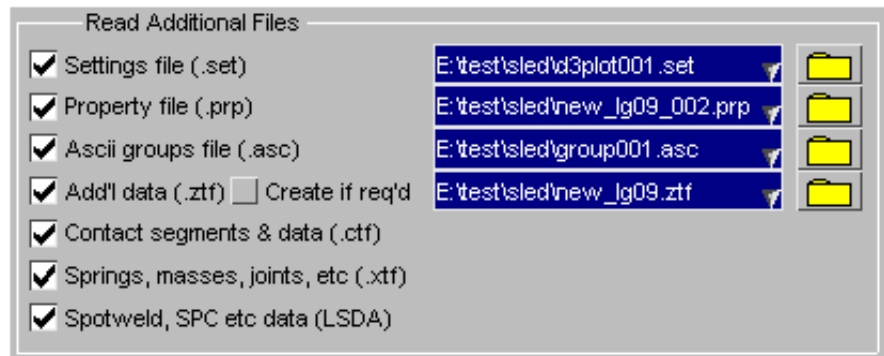 Read Additional Files
Settings file (.set) E:\test\sled\d3plot001.set
Property file (.prp) E:\test\sled\new_lg09_002.prp
Ascii groups file (.asc) E:\test\sled\group001.asc
Add'l data (.ztf) Create if req'd E:\test\sled\new_lg09.ztf
Contact segments & data (.ctf)
Springs, masses, joints, etc (.xtf)
Spotweld, SPC etc data (LSDA)